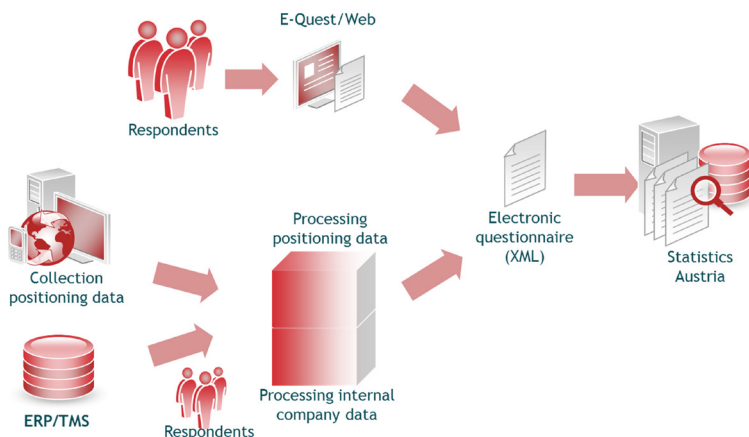 E-Quest/Web
Respondents
Processing
positioning data
Electronic
questionnaire
(XML)
Statistics
Austria
Collection
positioning data
Processing internal
company data
ERP/TMS
Respondents